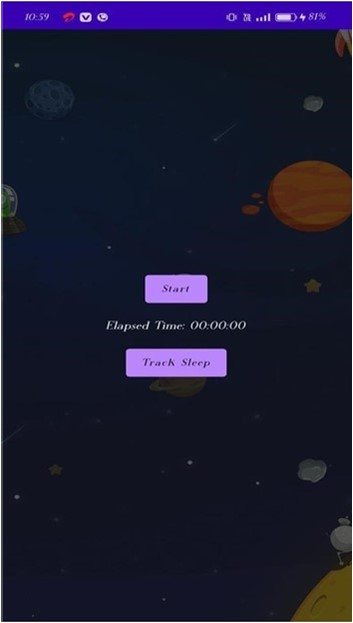 10:59 81%
Start
Elapsed Time: 00:00:00
Track Sleep